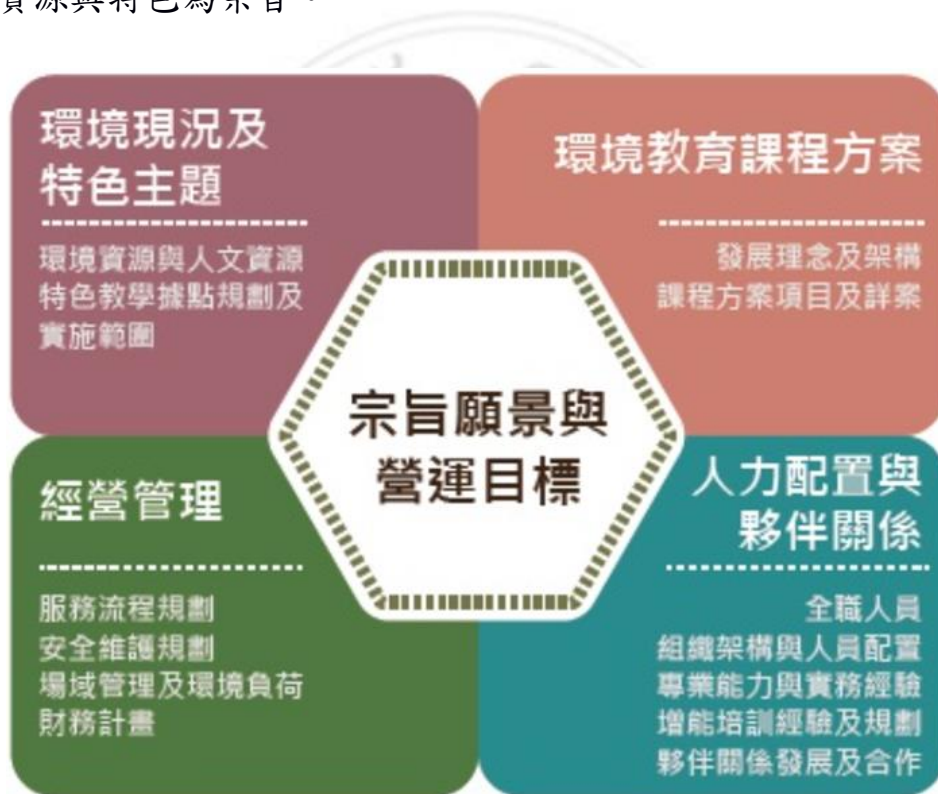 資源與特色為宗旨。
環境現況及
特色主題
環境資源與人文資源
特色教學據點規劃及
實施範圍
環境教育課程方案
發展理念及架構
課程方案項目及詳案
宗旨願景與
營運目標
經營管理
服務流程規劃
安全維護規劃
場域管理及環境負荷
財務計畫
人力配置與
夥伴關係
全職人員
組織架構與人員配置
專業能力與實務經驗
增能培訓經驗及規劃
夥伴關係發展及合作